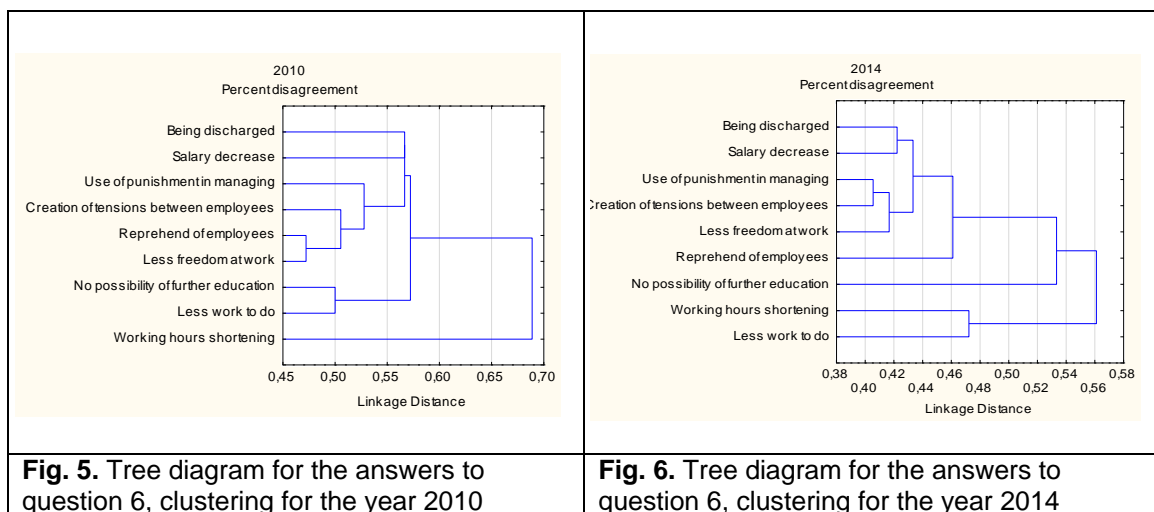 2010
Percent disagreement
Being discharged
Salary decrease
Use of punishment in managing
Creation of tensions between employees
Reprehend of employees
Less freedom at work
No possibility of further education
Less work to do
Working hours shortening
0,45 0,50 0,55 0,60 0,65 0,70
Linkage Distance
Fig. 5. Tree diagram for the answers to
question 6, clustering for the year 2010
2014
Percent disagreement
Being discharged
Salary decrease
Use of punishment in managing
Creation of tensions between employees
Less freedom at work
Reprehend of employees
No possibility of further education
Working hours shortening
Less work to do
0,38 0,42 0,46 0,50 0,54 0,58
0,40 0,44 0,48 0,52 0,56
Linkage Distance
Fig. 6. Tree diagram for the answers to
question 6, clustering for the year 2014